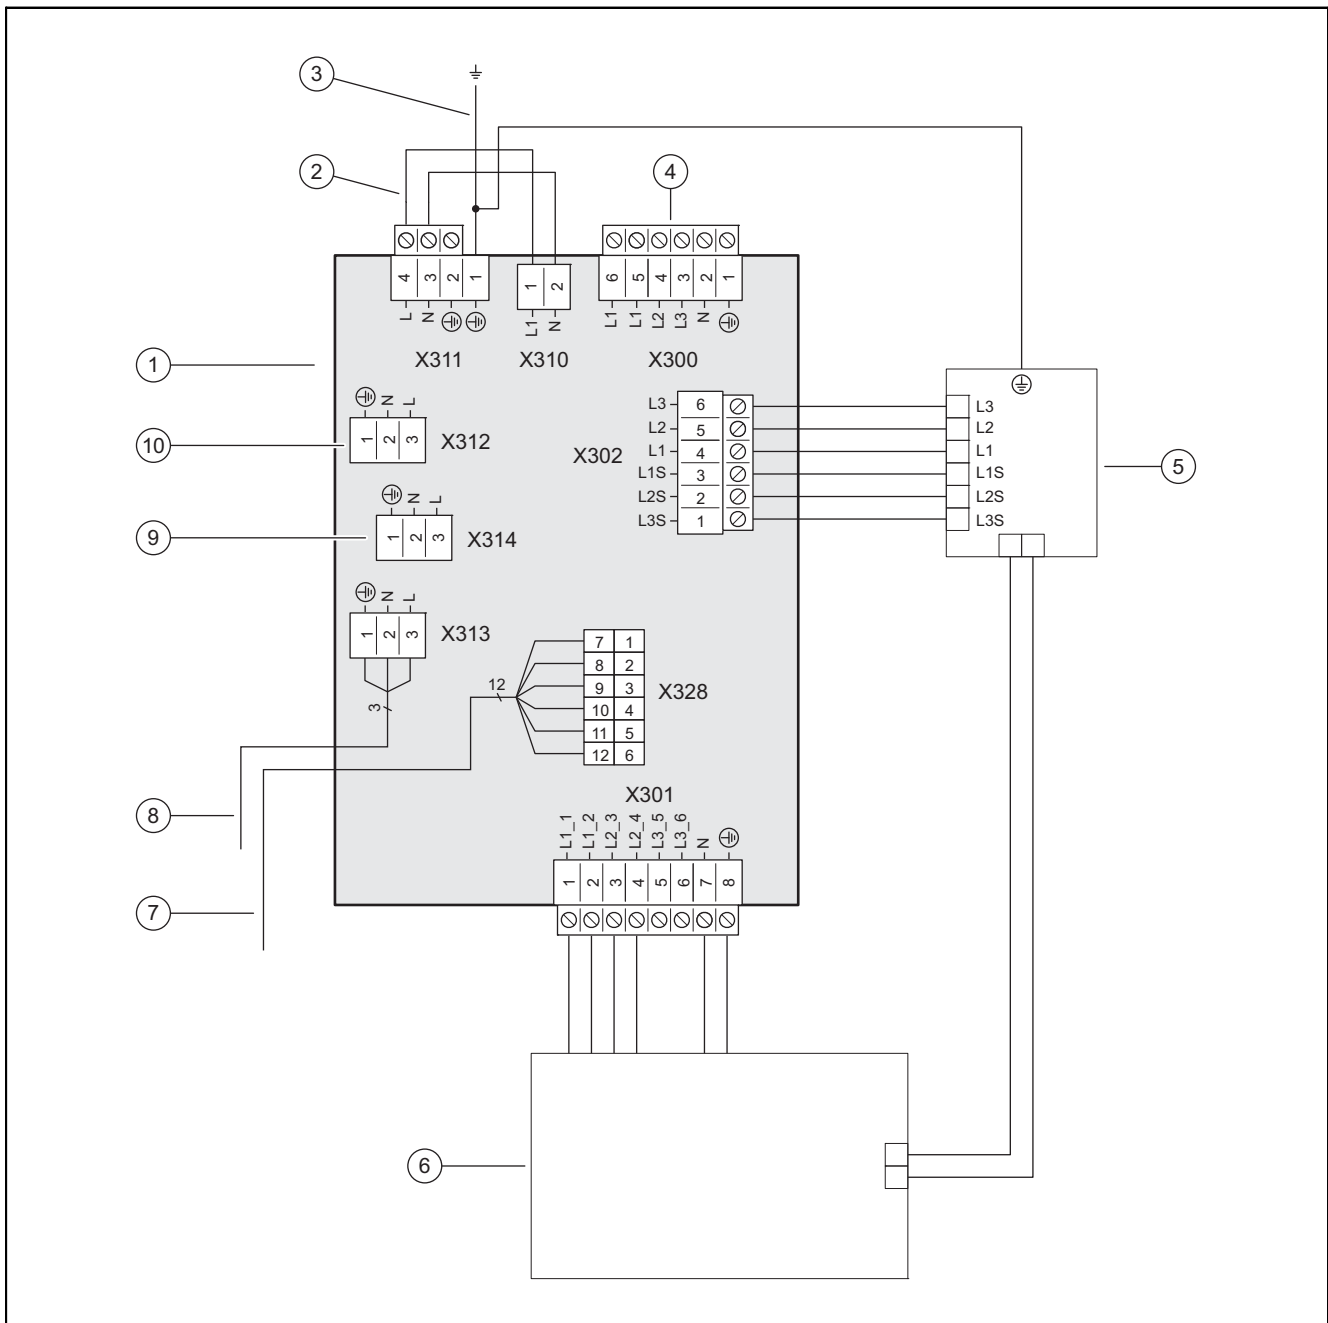 3
2
4
4 3 2 1
L N
1 2
L1 N
6 5 4 3 2 1
L1 L1 L2 L3 N
X311
X310
X300
1
N L
1 2 3
X312
10
L3 6
L2 5
L1 4
L1S 3
L2S 2
L3S 1
X302
L3
L2
L1
L1S
L2S
L3S
5
N L
1 2 3
X314
9
N L
1 2 3
X313
3
12
7 1
8 2
9 3
10 4
11 5
12 6
X328
8
7
X301
L1_1 L1_2 L2_3 L2_4 L3_5 L3_6 N
1 2 3 4 5 6 7 8
6